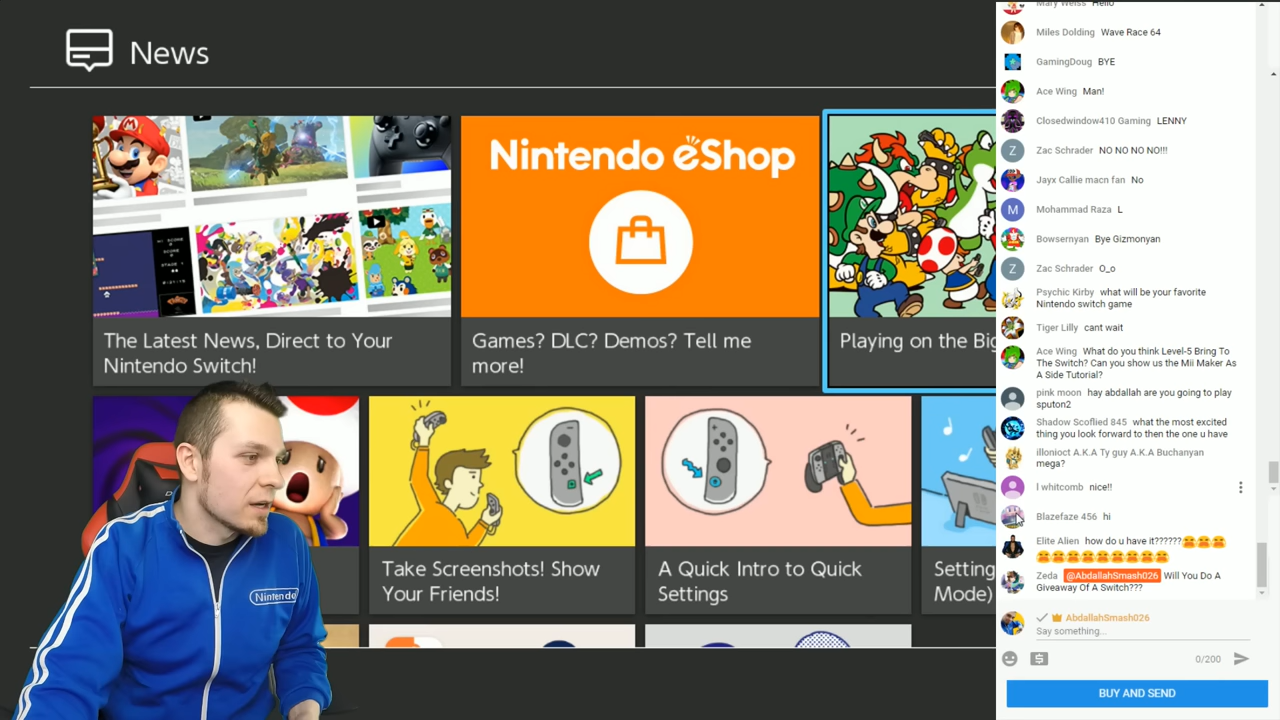 News
Nintendo eShop
The Latest News, Direct to Your
Nintendo Switch!
Games? DLC? Demos? Tell me
more!
Playing on the Big
Take Screenshots! Show
Your Friends!
A Quick Intro to Quick
Settings
Setting
Mode)
Nintendo
Mary Weiss Hello
Miles Dolding Wave Race 64
GamingDoug BYE
Ace Wing Man!
Closedwindow410 Gaming LENNY
Z
Zac Schrader NO NO NO NO!!!
Jayx Callie macn fan No
M
Mohammad Raza L
Bowsernyan Bye Gizmonyan
Z
Zac Schrader O_o
Psychic Kirby what will be your favorite
Nintendo switch game
Tiger Lilly cant wait
Ace Wing What do you think Level-5 Bring To
The Switch? Can you show us the Mii Maker As
A Side Tutorial?
pink moon hay abdallah are you going to play
sputon2
Shadow Scoflied 845 what the most excited
thing you look forward to then the one u have
illonioct A.K.A Ty guy A.K.A Buchanyan
mega?
l whitcomb nice!!
Blazefaze 456 hi
Elite Alien how do u have it??????
Zeda @AbdallahSmash026 Will You Do A
Giveaway Of A Switch???
AbdallahSmash026
Say something...
0/200
BUY AND SEND